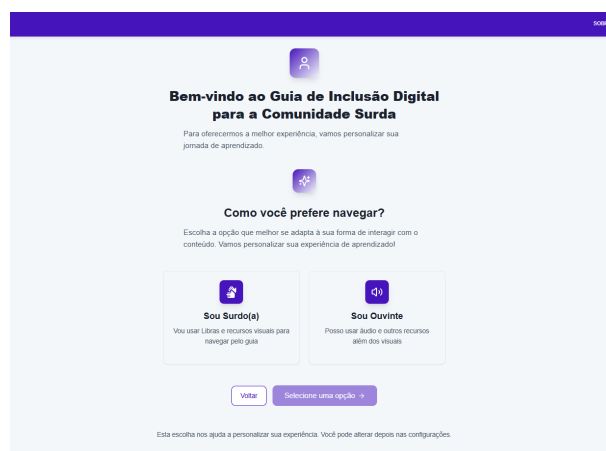 SOBRE
Bem-vindo ao Guia de Inclusão Digital
para a Comunidade Surda
Para oferecermos a melhor experiência, vamos personalizar sua
jornada de aprendizado.
Como você prefere navegar?
Escolha a opção que melhor se adapta à sua forma de interagir com o
conteúdo. Vamos personalizar sua experiência de aprendizado!
Sou Surdo(a)
Vou usar Libras e recursos visuais para
navegar pelo guia
Sou Ouvinte
Posso usar áudio e outros recursos
além dos visuais
Voltar
Selecione uma opção →
Esta escolha nos ajuda a personalizar sua experiência. Você pode alterar depois nas configurações.